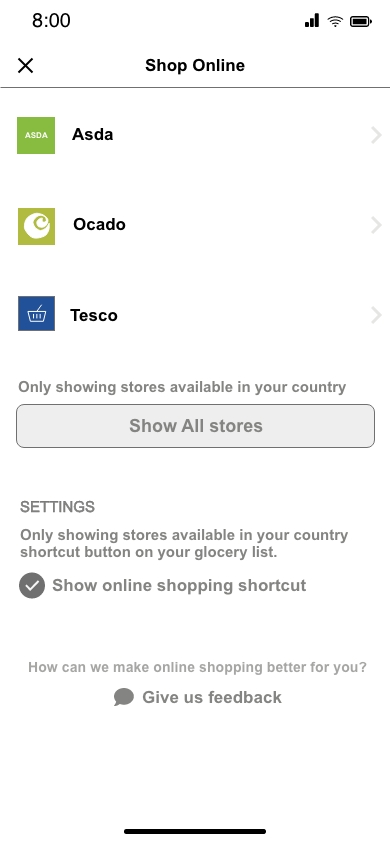 8:00
Shop Online
ASDA
Asda
Ocado
Tesco
Only showing stores available in your country
Show All stores
SETTINGS
Only showing stores available in your country
shortcut button on your glocery list.
Show online shopping shortcut
How can we make online shopping better for you?
Give us feedback